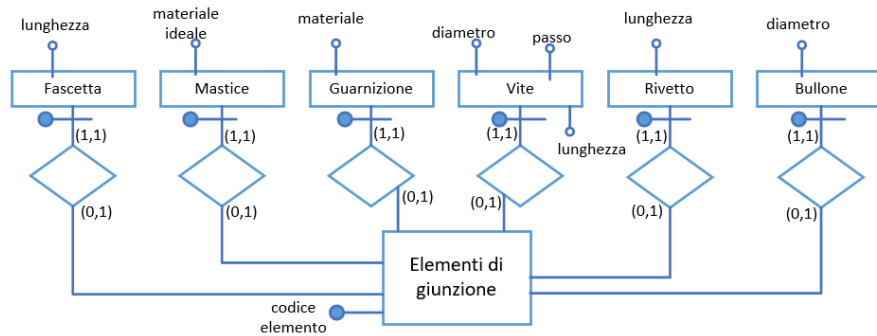 lunghezza
materiale
ideale
materiale
diametro
passo
lunghezza
diametro
Fascetta
Mastice
Guarnizione
Vite
Rivetto
Bullone
(1,1)
(1,1)
(1,1)
(1,1)
(1,1)
(1,1)
lunghezza
(0,1)
(0,1)
(0,1)
(0,1)
(0,1)
(0,1)
Elementi di
giunzione
codice
elemento